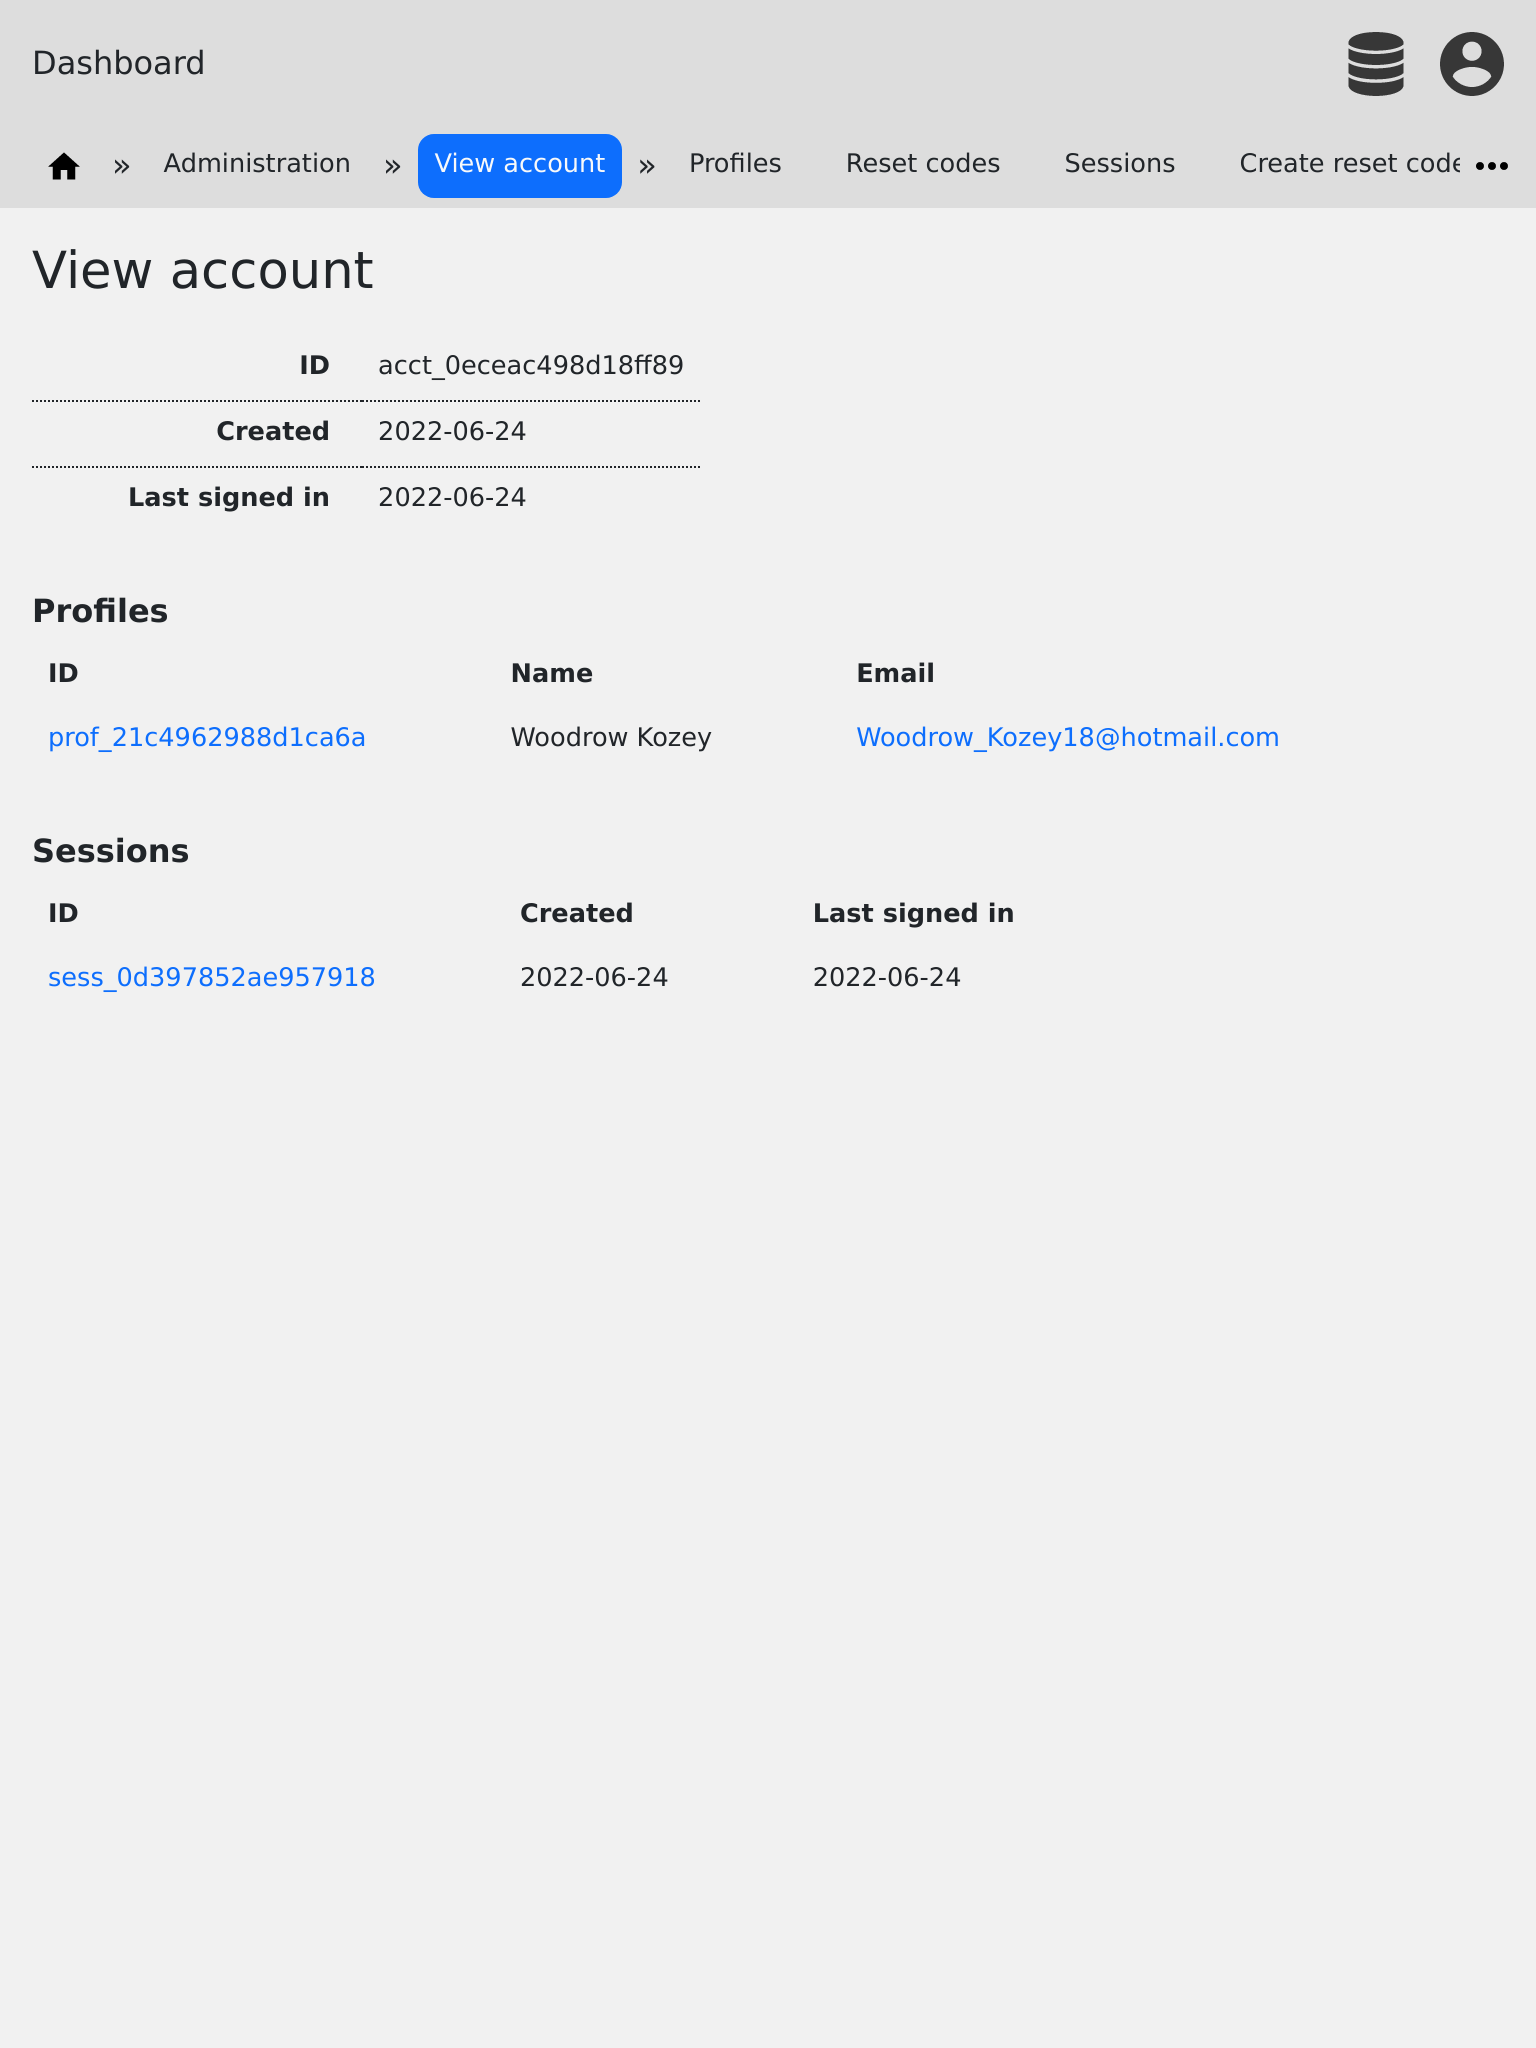 Dashboard
» Administration » View account » Profiles Reset codes Sessions Create reset code
View account
ID acct_0eceac498d18ff89
Created 2022-06-24
Last signed in 2022-06-24
Profiles
ID Name Email
prof_21c4962988d1ca6a Woodrow Kozey Woodrow_Kozey18@hotmail.com
Sessions
ID Created Last signed in
sess_0d397852ae957918 2022-06-24 2022-06-24